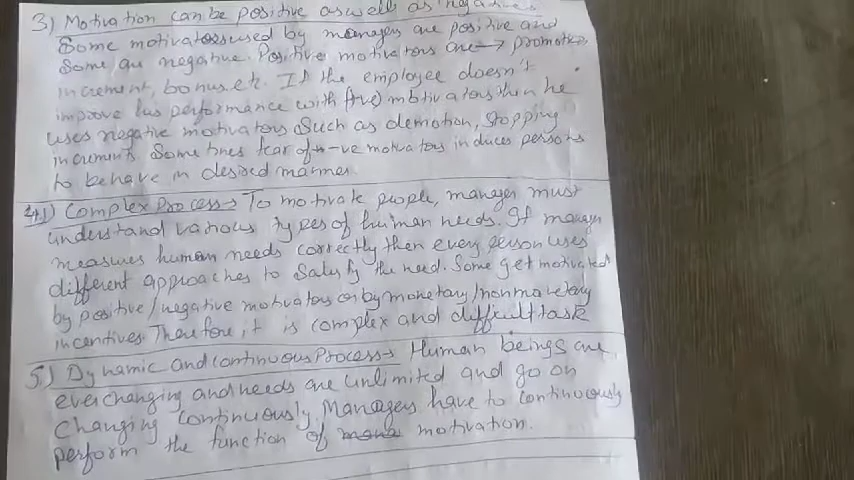 3) Motivation can be positive as well as negative.
Some motivators used by managers are positive and
Some are negative. Positive motivators are → promotion,
increment, bonus etc. If the employee doesn't
improve his performance with (+ve) motivators then he
uses negative motivators such as demotion, stopping
increments. Sometimes fear of -ve motivators induces persons
to behave in desired manner.
4.) Complex Process → To motivate people, manager must
understand various types of human needs. If manager
measures human needs correctly then every person uses
different approaches to satisfy the need. Some get motivated
by positive/negative motivators or by monetary/nonmonetary
incentives. Therefore, it is complex and difficult task
5.) Dynamic and continuous Process → Human beings are
everchanging and needs are unlimited and go on
changing continuously. Managers have to continuously
perform the function of motivation.